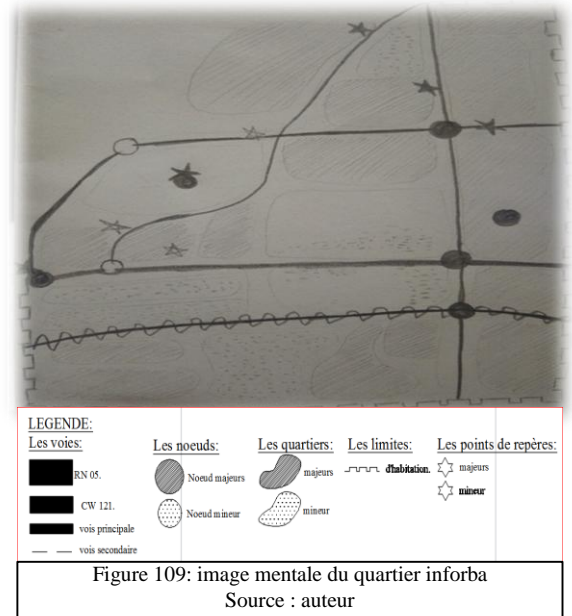 LEGENDE:
Les voies:
RN 05.
CW 121.
vois principale
vois secondaire
Les noeuds:
Noeud majeurs
Noeud mineur
Les quartiers:
majeurs
mineur
Les limites:
d'habitation.
Les points de repères:
majeurs
mineur
Figure 109: image mentale du quartier inforba
Source : auteur